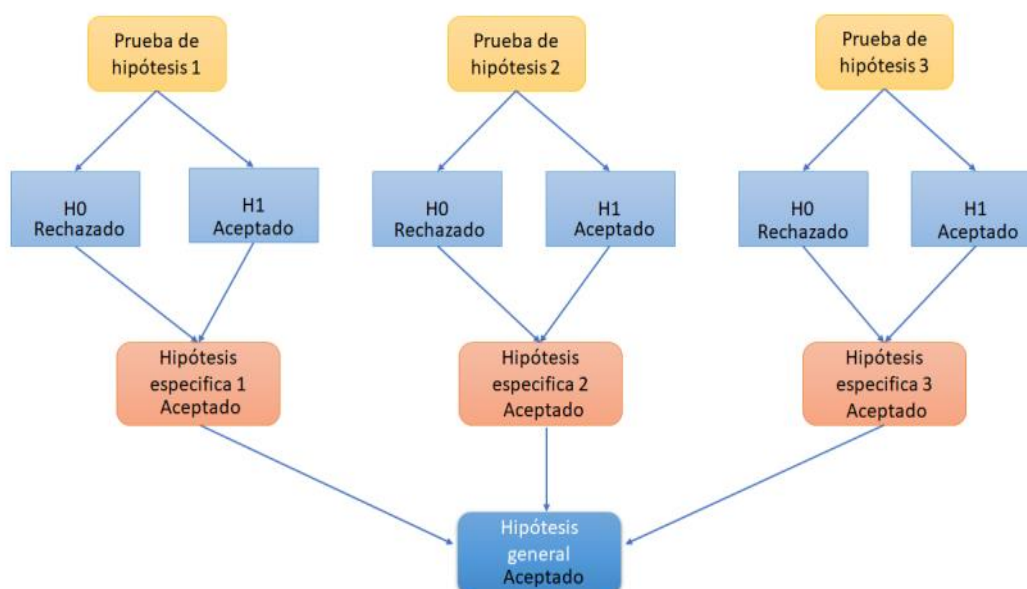 Prueba de
hipótesis 1
Prueba de
hipótesis 2
Prueba de
hipótesis 3
H0
Rechazado
H1
Aceptado
H0
Rechazado
H1
Aceptado
H0
Rechazado
H1
Aceptado
Hipótesis
especifica 1
Aceptado
Hipótesis
especifica 2
Aceptado
Hipótesis
especifica 3
Aceptado
Hipótesis
general
Aceptado